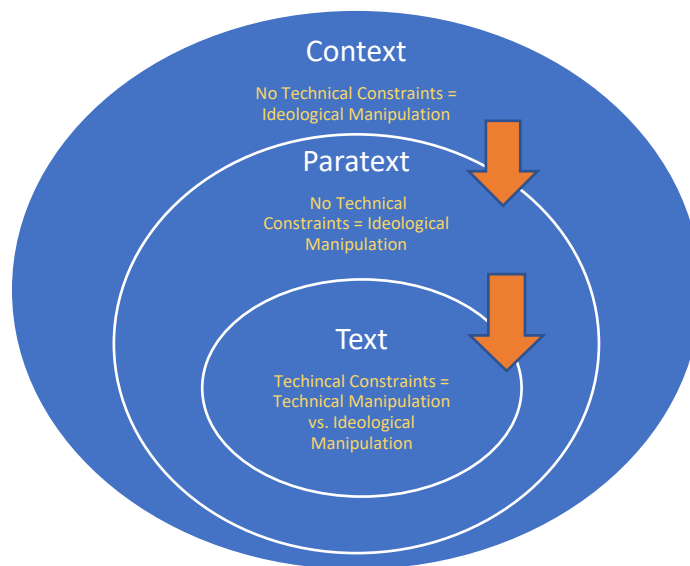 Context
No Technical Constraints =
Ideological Manipulation
Paratext
No Technical
Constraints = Ideological
Manipulation
Text
Techincal Constraints =
Technical Manipulation
vs. Ideological
Manipulation